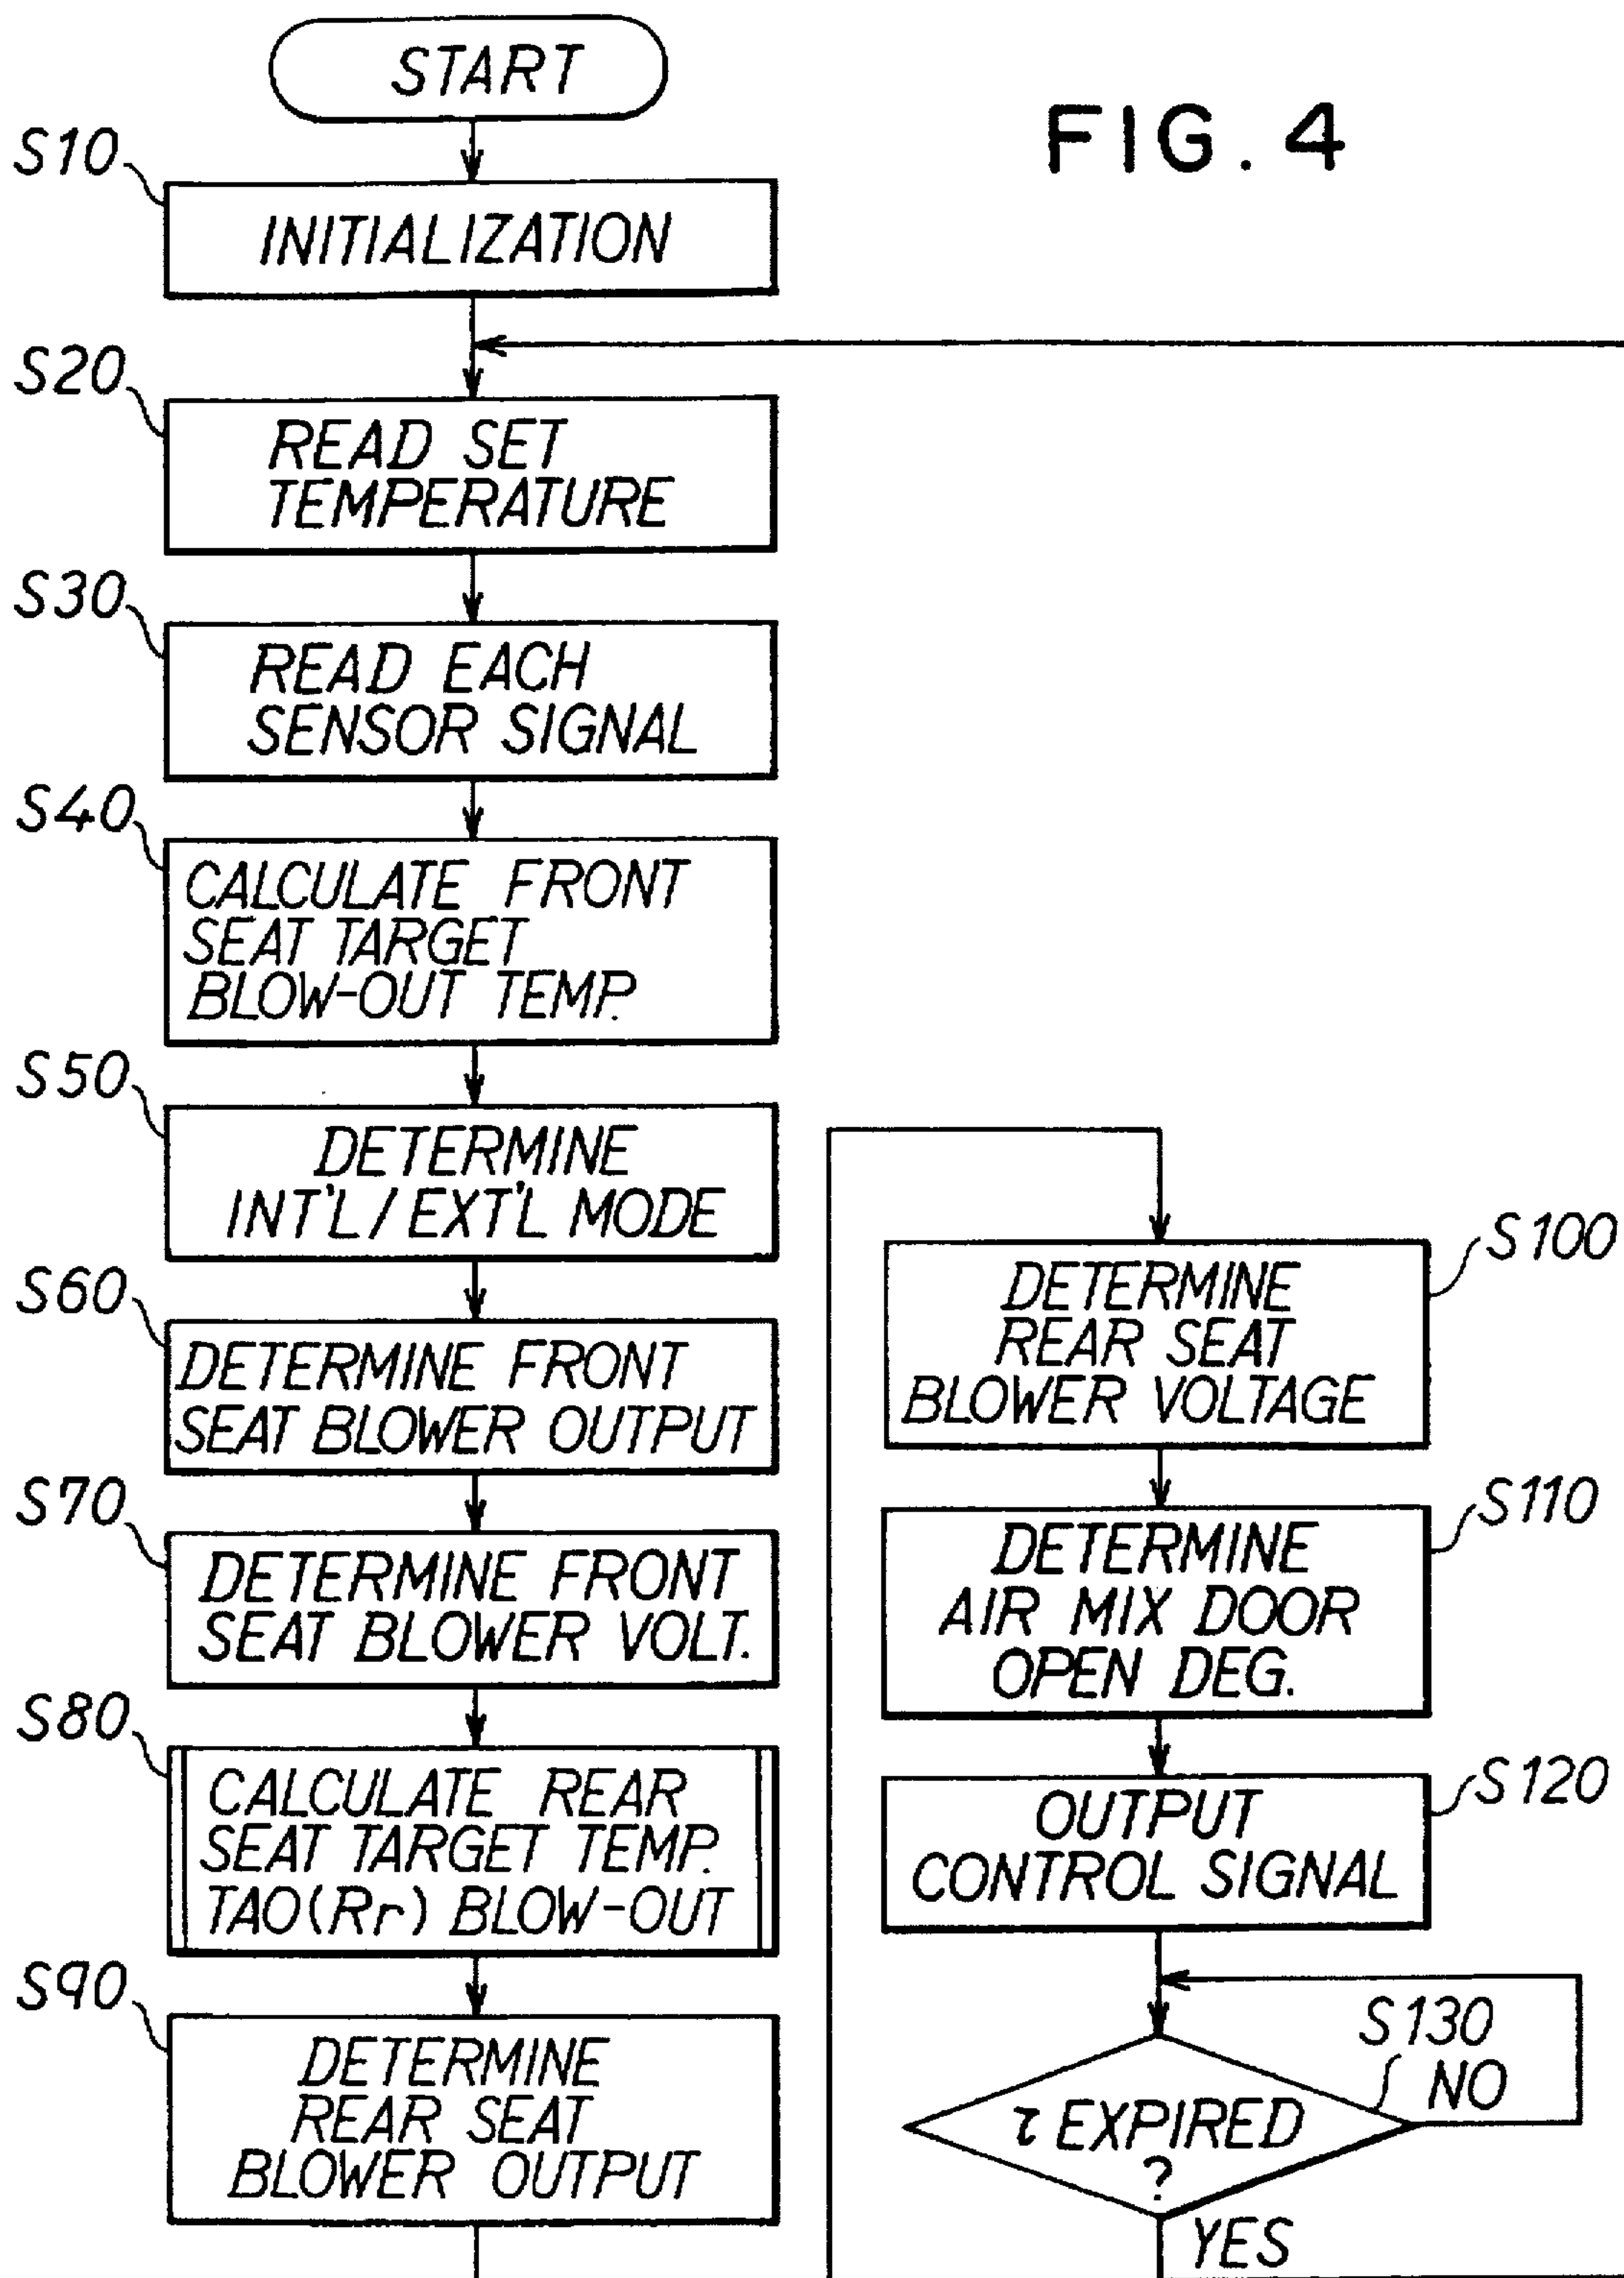 START
FIG. 4
S10
INITIALIZATION
S20
READ SET
TEMPERATURE
S30
READ EACH
SENSOR SIGNAL
S40
CALCULATE FRONT
SEAT TARGET
BLOW-OUT TEMP.
S50
DETERMINE
INT'L / EXT'L MODE
S60
DETERMINE FRONT
SEAT BLOWER OUTPUT
S70
DETERMINE FRONT
SEAT BLOWER VOLT.
S80
CALCULATE REAR
SEAT TARGET TEMP.
TAO(Rr) BLOW-OUT
S90
DETERMINE
REAR SEAT
BLOWER OUTPUT
S100
DETERMINE
REAR SEAT
BLOWER VOLTAGE
S110
DETERMINE
AIR MIX DOOR
OPEN DEG.
S120
OUTPUT
CONTROL SIGNAL
S130
NO
τ EXPIRED
?
YES